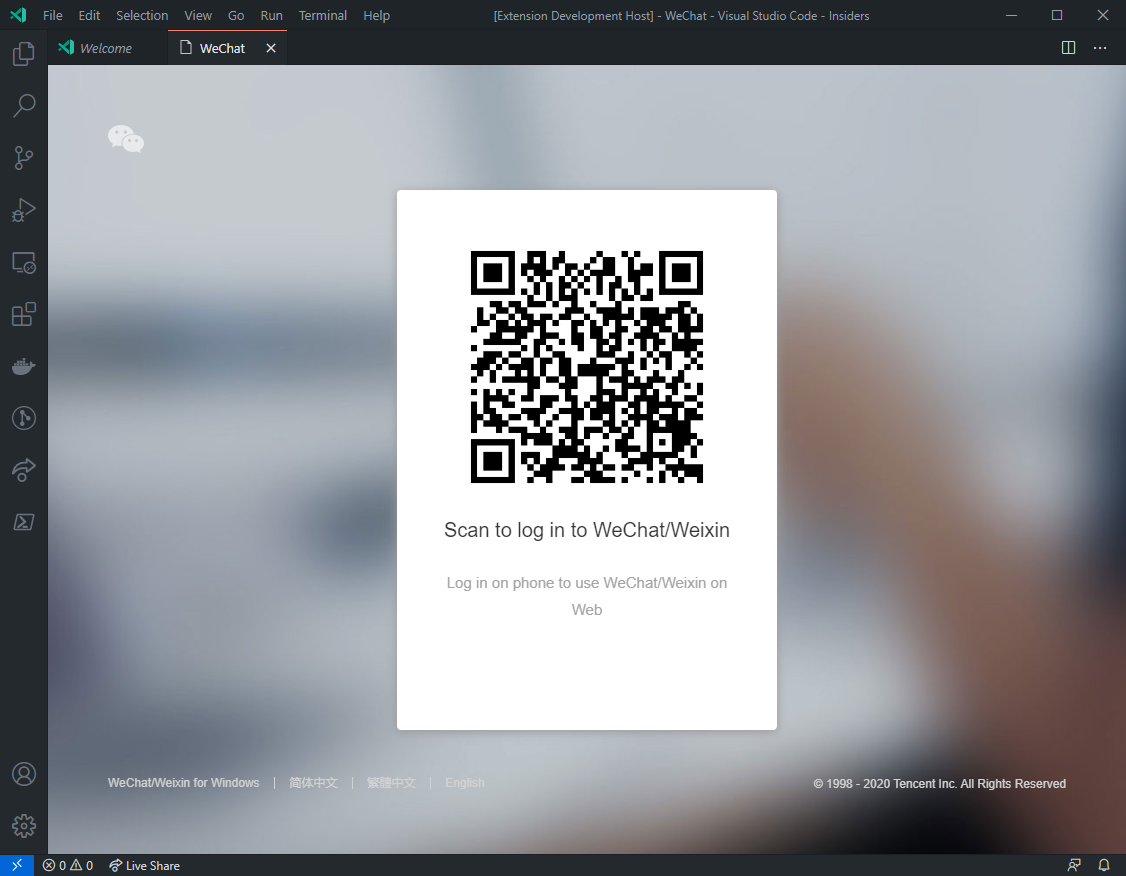 File Edit Selection View Go Run Terminal Help [Extension Development Host] - WeChat - Visual Studio Code - Insiders
Welcome WeChat
Scan to log in to WeChat/Weixin
Log in on phone to use WeChat/Weixin on
Web
WeChat/Weixin for Windows | 简体中文 | 繁體中文 | English
© 1998 - 2020 Tencent Inc. All Rights Reserved
0 0 Live Share